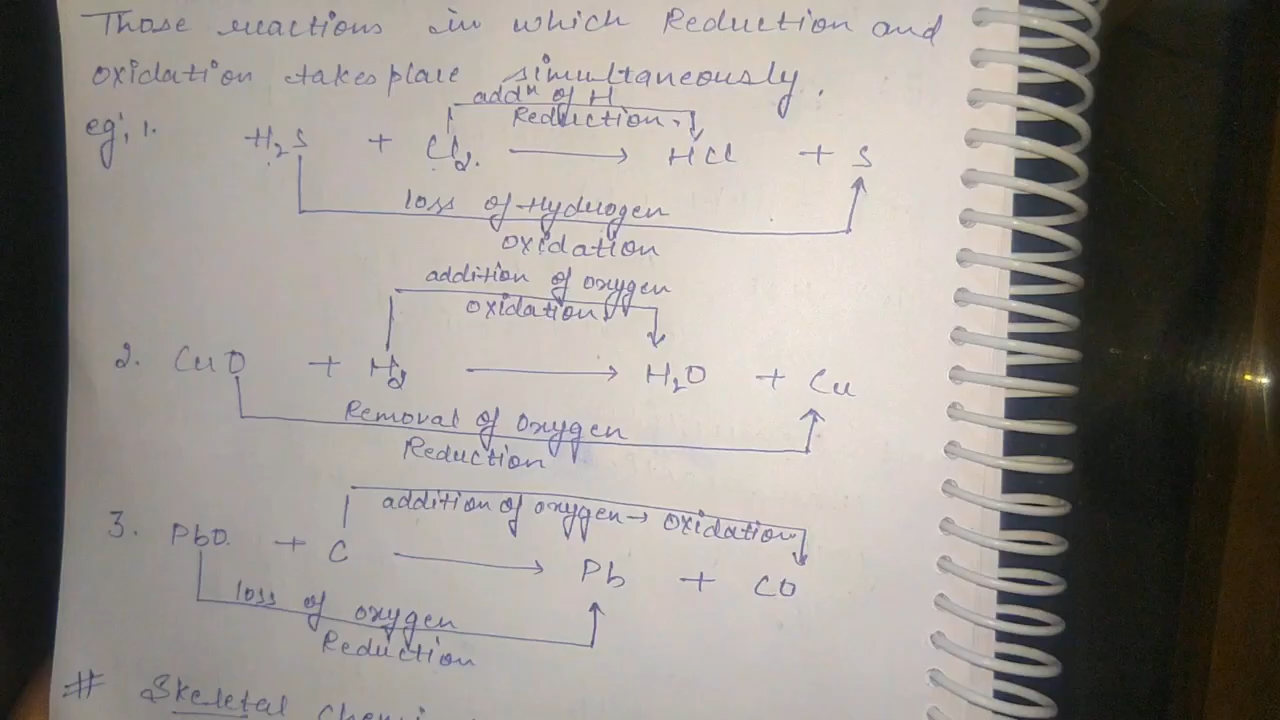 Those reactions in which Reduction and
oxidation takes place simultaneously.
addⁿ of H
Reduction.
eg; 1. H₂S + Cl₂. ⟶ HCl + S
loss of Hydrogen
oxidation
addition of oxygen
oxidation
2. CuO + H₂ ⟶ H₂O + Cu
Removal of oxygen
Reduction
addition of oxygen → oxidation
3. PbO. + C ⟶ Pb + CO
loss of oxygen
Reduction
# Skeletal